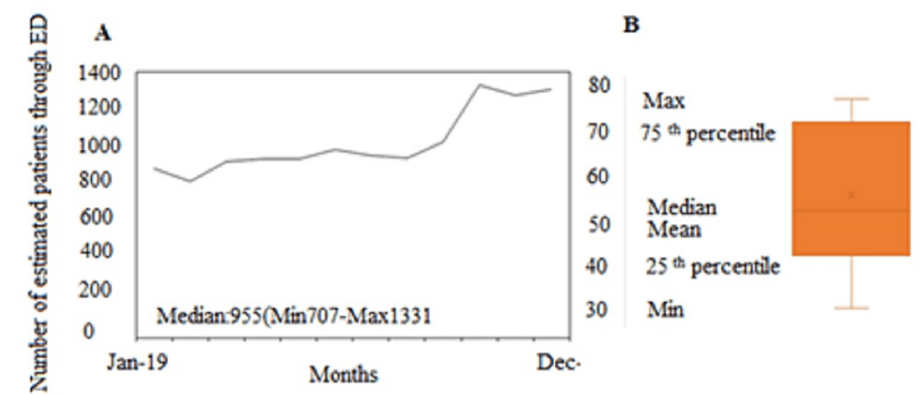 A
Number of estimated patients through ED
1400
1200
1000
800
600
400
200
0
Median:955(Min707-Max1331
Jan-19
Dec-
Months
B
80
70
60
50
40
30
Max
75 th percentile
Median
Mean
25 th percentile
Min